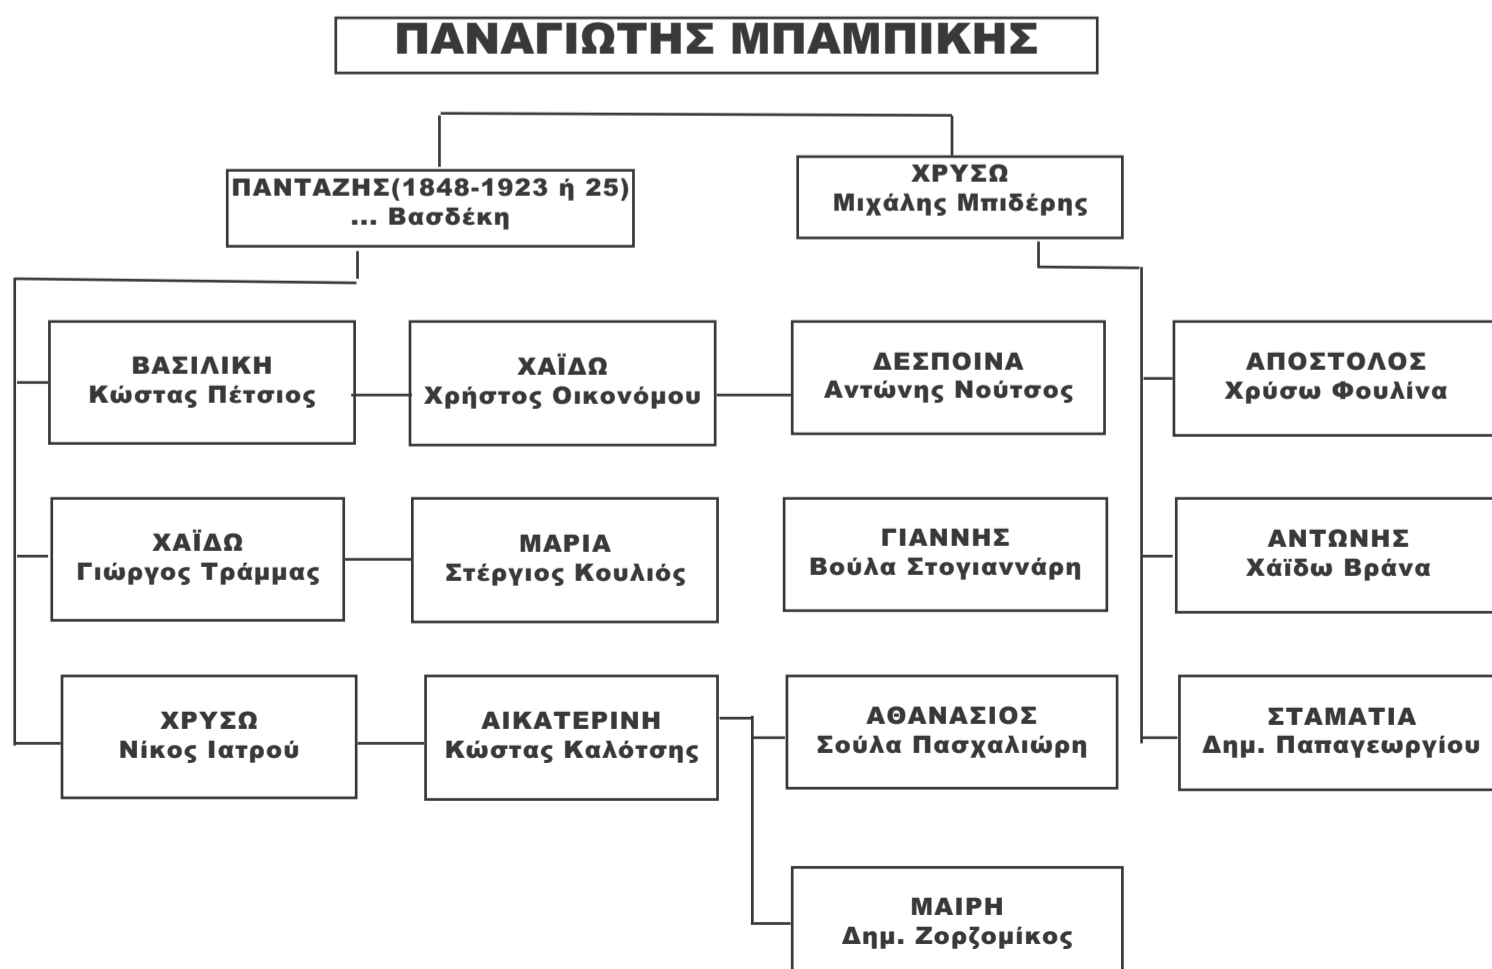 ΠΑΝΑΓΙΩΤΗΣ ΜΠΑΜΠΙΚΗΣ
ΠΑΝΤΑΖΗΣ(1848-1923 ή 25)
... Βασδέκη
ΧΡΥΣΩ
Μιχάλης Μπιδέρης
ΒΑΣΙΛΙΚΗ
Κώστας Πέτσιος
ΧΑΪΔΩ
Χρήστος Οικονόμου
ΔΕΣΠΟΙΝΑ
Αντώνης Νούτσος
ΑΠΟΣΤΟΛΟΣ
Χρύσω Φουλίνα
ΧΑΪΔΩ
Γιώργος Τράμμας
ΜΑΡΙΑ
Στέργιος Κουλιός
ΓΙΑΝΝΗΣ
Βούλα Στογιαννάρη
ΑΝΤΩΝΗΣ
Χάϊδω Βράνα
ΧΡΥΣΩ
Νίκος Ιατρού
ΑΙΚΑΤΕΡΙΝΗ
Κώστας Καλότσης
ΑΘΑΝΑΣΙΟΣ
Σούλα Πασχαλιώρη
ΣΤΑΜΑΤΙΑ
Δημ. Παπαγεωργίου
ΜΑΙΡΗ
Δημ. Ζορζομίκος